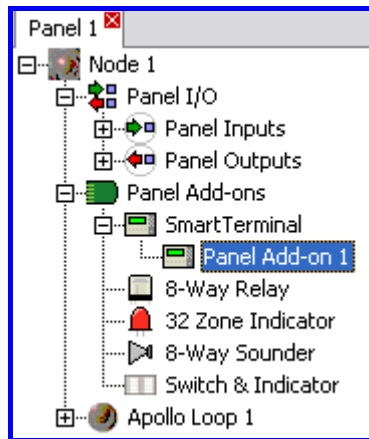 Panel 1
Node 1
Panel I/O
Panel Inputs
Panel Outputs
Panel Add-ons
SmartTerminal
Panel Add-on 1
8-Way Relay
32 Zone Indicator
8-Way Sounder
Switch & Indicator
Apollo Loop 1